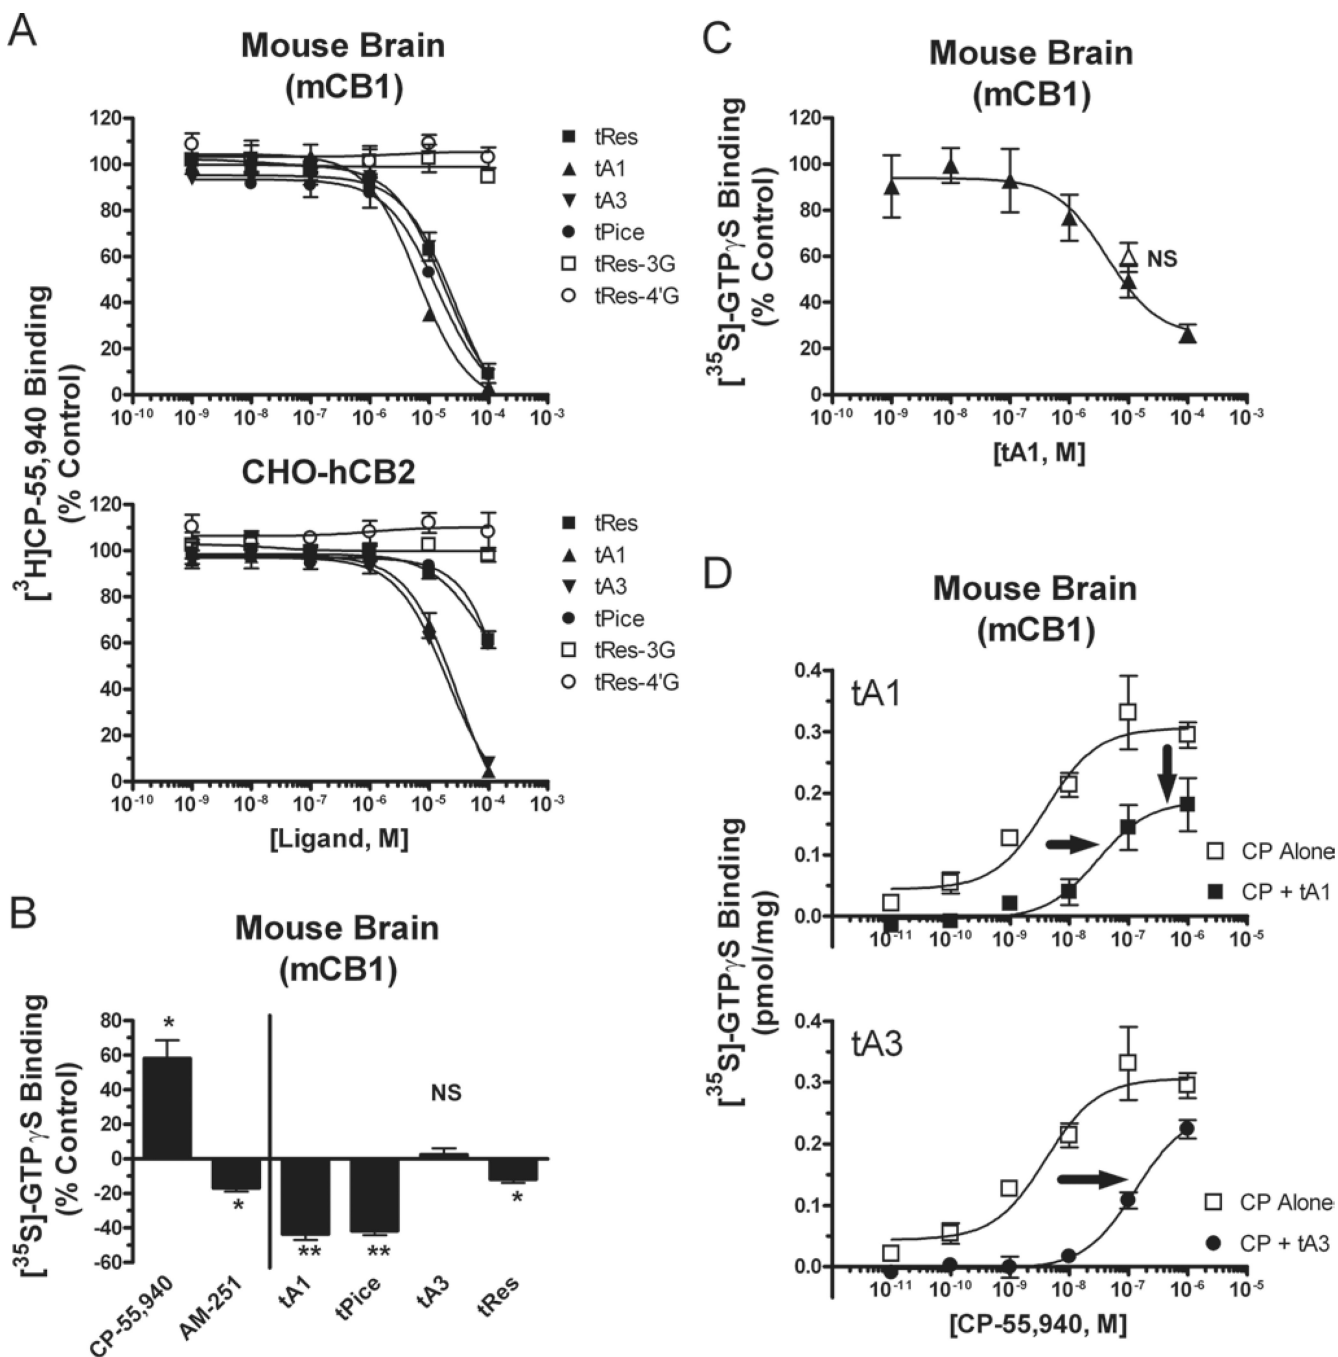 A
Mouse Brain
(mCB1)
[³H]CP-55,940 Binding
(% Control)
120
100
80
60
40
20
0
10⁻¹⁰ 10⁻⁹ 10⁻⁸ 10⁻⁷ 10⁻⁶ 10⁻⁵ 10⁻⁴ 10⁻³
tRes
tA1
tA3
tPice
tRes-3G
tRes-4'G
CHO-hCB2
120
100
80
60
40
20
0
10⁻¹⁰ 10⁻⁹ 10⁻⁸ 10⁻⁷ 10⁻⁶ 10⁻⁵ 10⁻⁴ 10⁻³
[Ligand, M]
tRes
tA1
tA3
tPice
tRes-3G
tRes-4'G
B
Mouse Brain
(mCB1)
[³⁵S]-GTPγS Binding
(% Control)
80
60
40
20
0
-20
-40
-60
*
*
**
**
NS
*
CP-55,940
AM-251
tA1
tPice
tA3
tRes
C
Mouse Brain
(mCB1)
[³⁵S]-GTPγS Binding
(% Control)
120
100
80
60
40
20
0
NS
10⁻¹⁰ 10⁻⁹ 10⁻⁸ 10⁻⁷ 10⁻⁶ 10⁻⁵ 10⁻⁴ 10⁻³
[tA1, M]
D
Mouse Brain
(mCB1)
[³⁵S]-GTPγS Binding
(pmol/mg)
tA1
0.4
0.3
0.2
0.1
0.0
10⁻¹¹ 10⁻¹⁰ 10⁻⁹ 10⁻⁸ 10⁻⁷ 10⁻⁶ 10⁻⁵
CP Alone
CP + tA1
tA3
0.4
0.3
0.2
0.1
0.0
10⁻¹¹ 10⁻¹⁰ 10⁻⁹ 10⁻⁸ 10⁻⁷ 10⁻⁶ 10⁻⁵
CP Alone
CP + tA3
[CP-55,940, M]